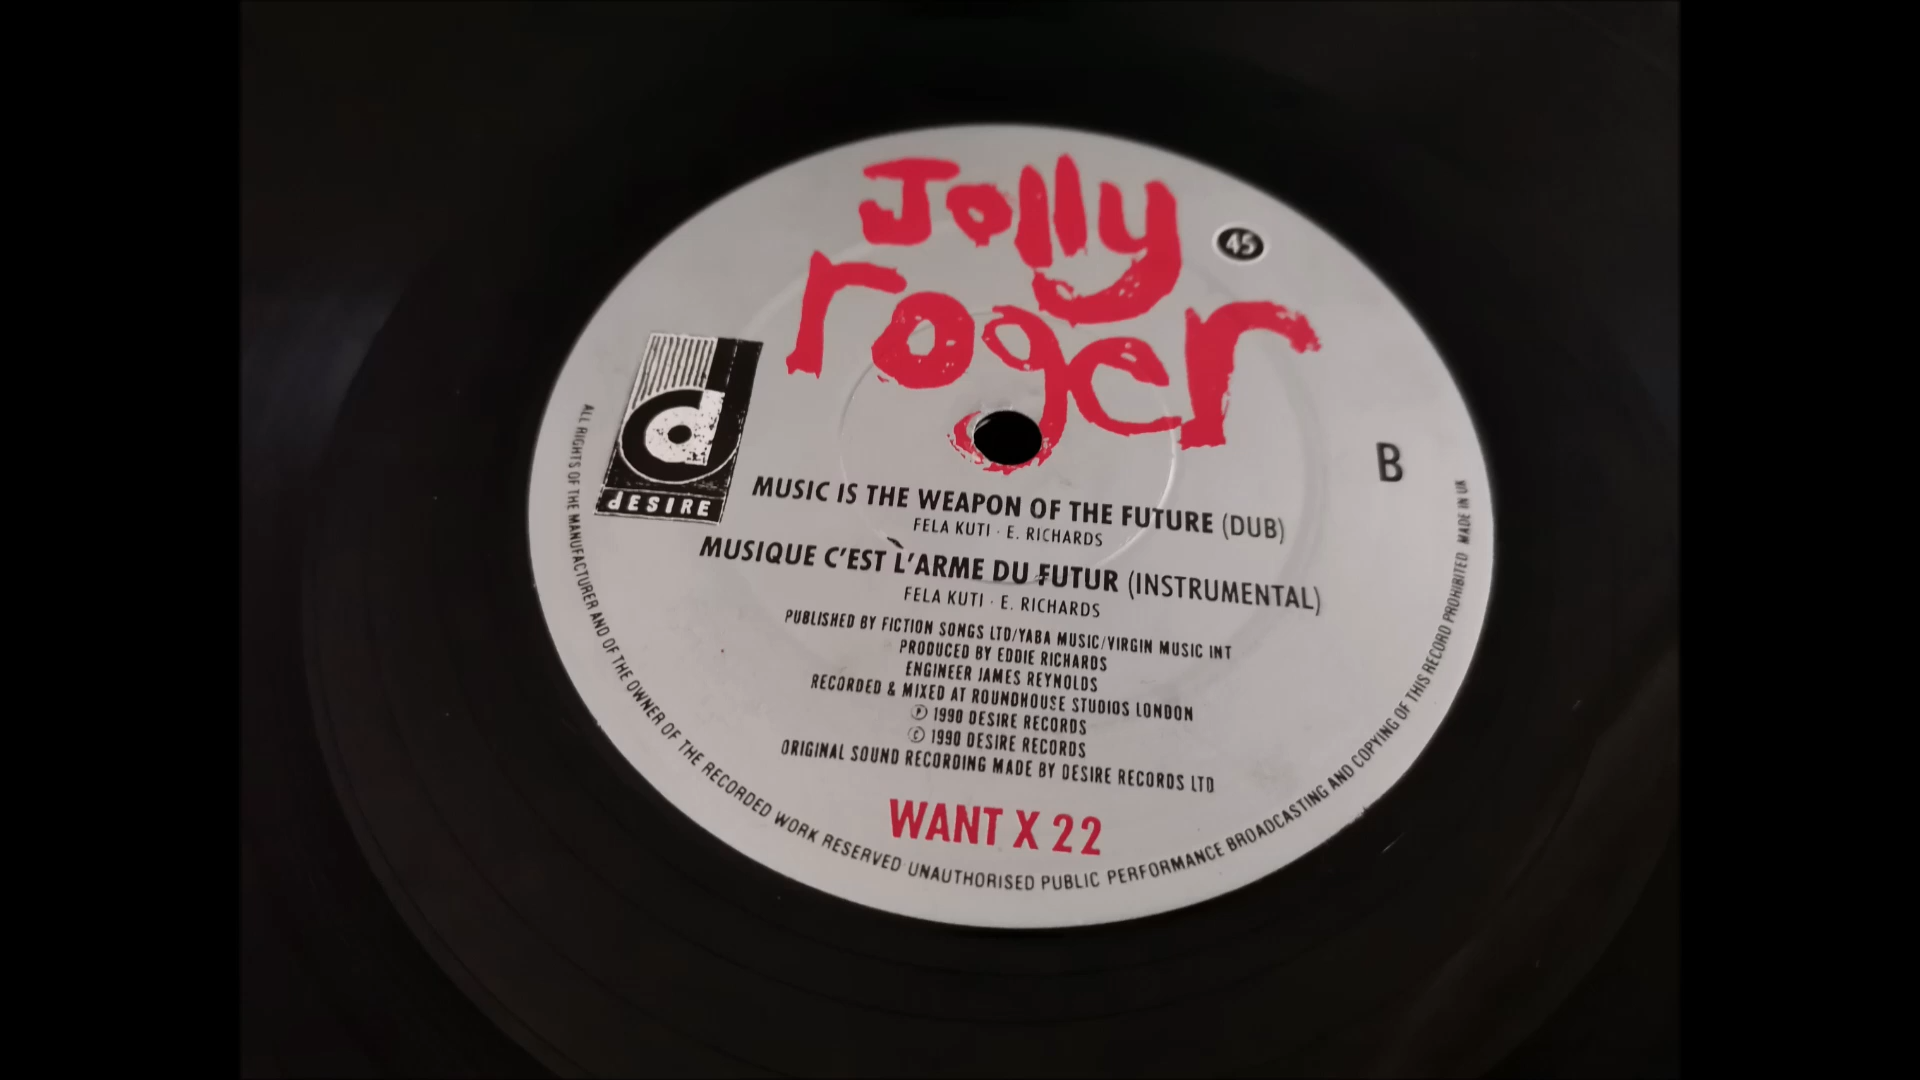 Jolly
roger
45
dESIRE
B
MUSIC IS THE WEAPON OF THE FUTURE (DUB)
FELA KUTI · E. RICHARDS
MUSIQUE C'EST L̀'ARME DU FUTUR (INSTRUMENTAL)
FELA KUTI · E. RICHARDS
PUBLISHED BY FICTION SONGS LTD/YABA MUSIC/VIRGIN MUSIC INT
PRODUCED BY EDDIE RICHARDS
ENGINEER JAMES REYNOLDS
RECORDED & MIXED AT ROUNDHOUSE STUDIOS LONDON
Ⓟ 1990 DESIRE RECORDS
© 1990 DESIRE RECORDS
ORIGINAL SOUND RECORDING MADE BY DESIRE RECORDS LTD
WANT X 22
ALL RIGHTS OF THE MANUFACTURER AND OF THE OWNER OF THE RECORDED WORK RESERVED UNAUTHORISED PUBLIC PERFORMANCE BROADCASTING AND COPYING OF THIS RECORD PROHIBITED MADE IN UK